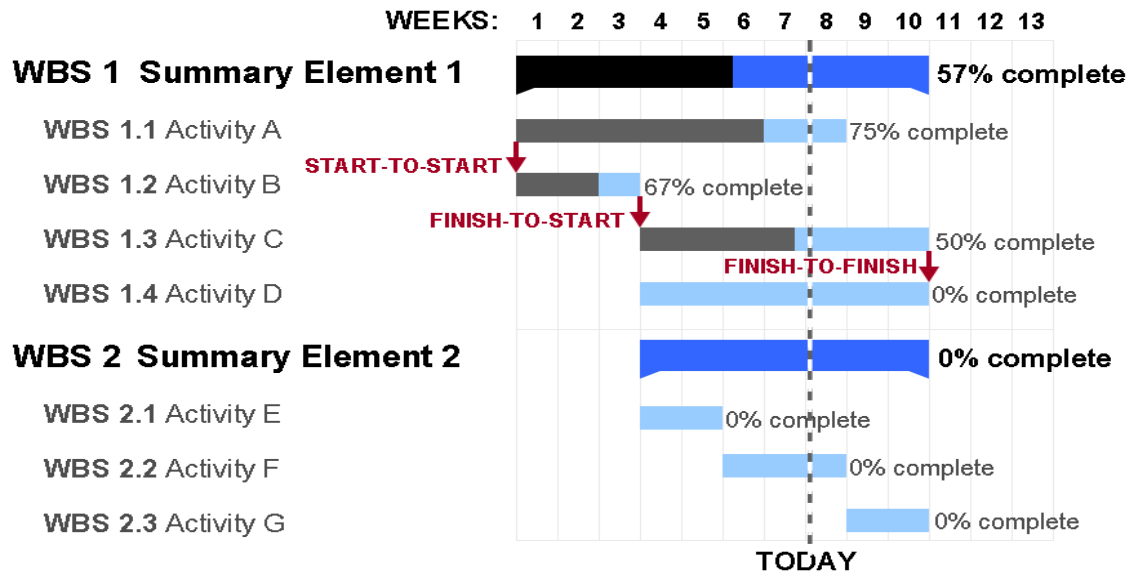 WEEKS: 1 2 3 4 5 6 7 8 9 10 11 12 13
WBS 1 Summary Element 1 57% complete
WBS 1.1 Activity A 75% complete
START-TO-START
WBS 1.2 Activity B 67% complete
FINISH-TO-START
WBS 1.3 Activity C 50% complete
FINISH-TO-FINISH
WBS 1.4 Activity D 0% complete
WBS 2 Summary Element 2 0% complete
WBS 2.1 Activity E 0% complete
WBS 2.2 Activity F 0% complete
WBS 2.3 Activity G 0% complete
TODAY